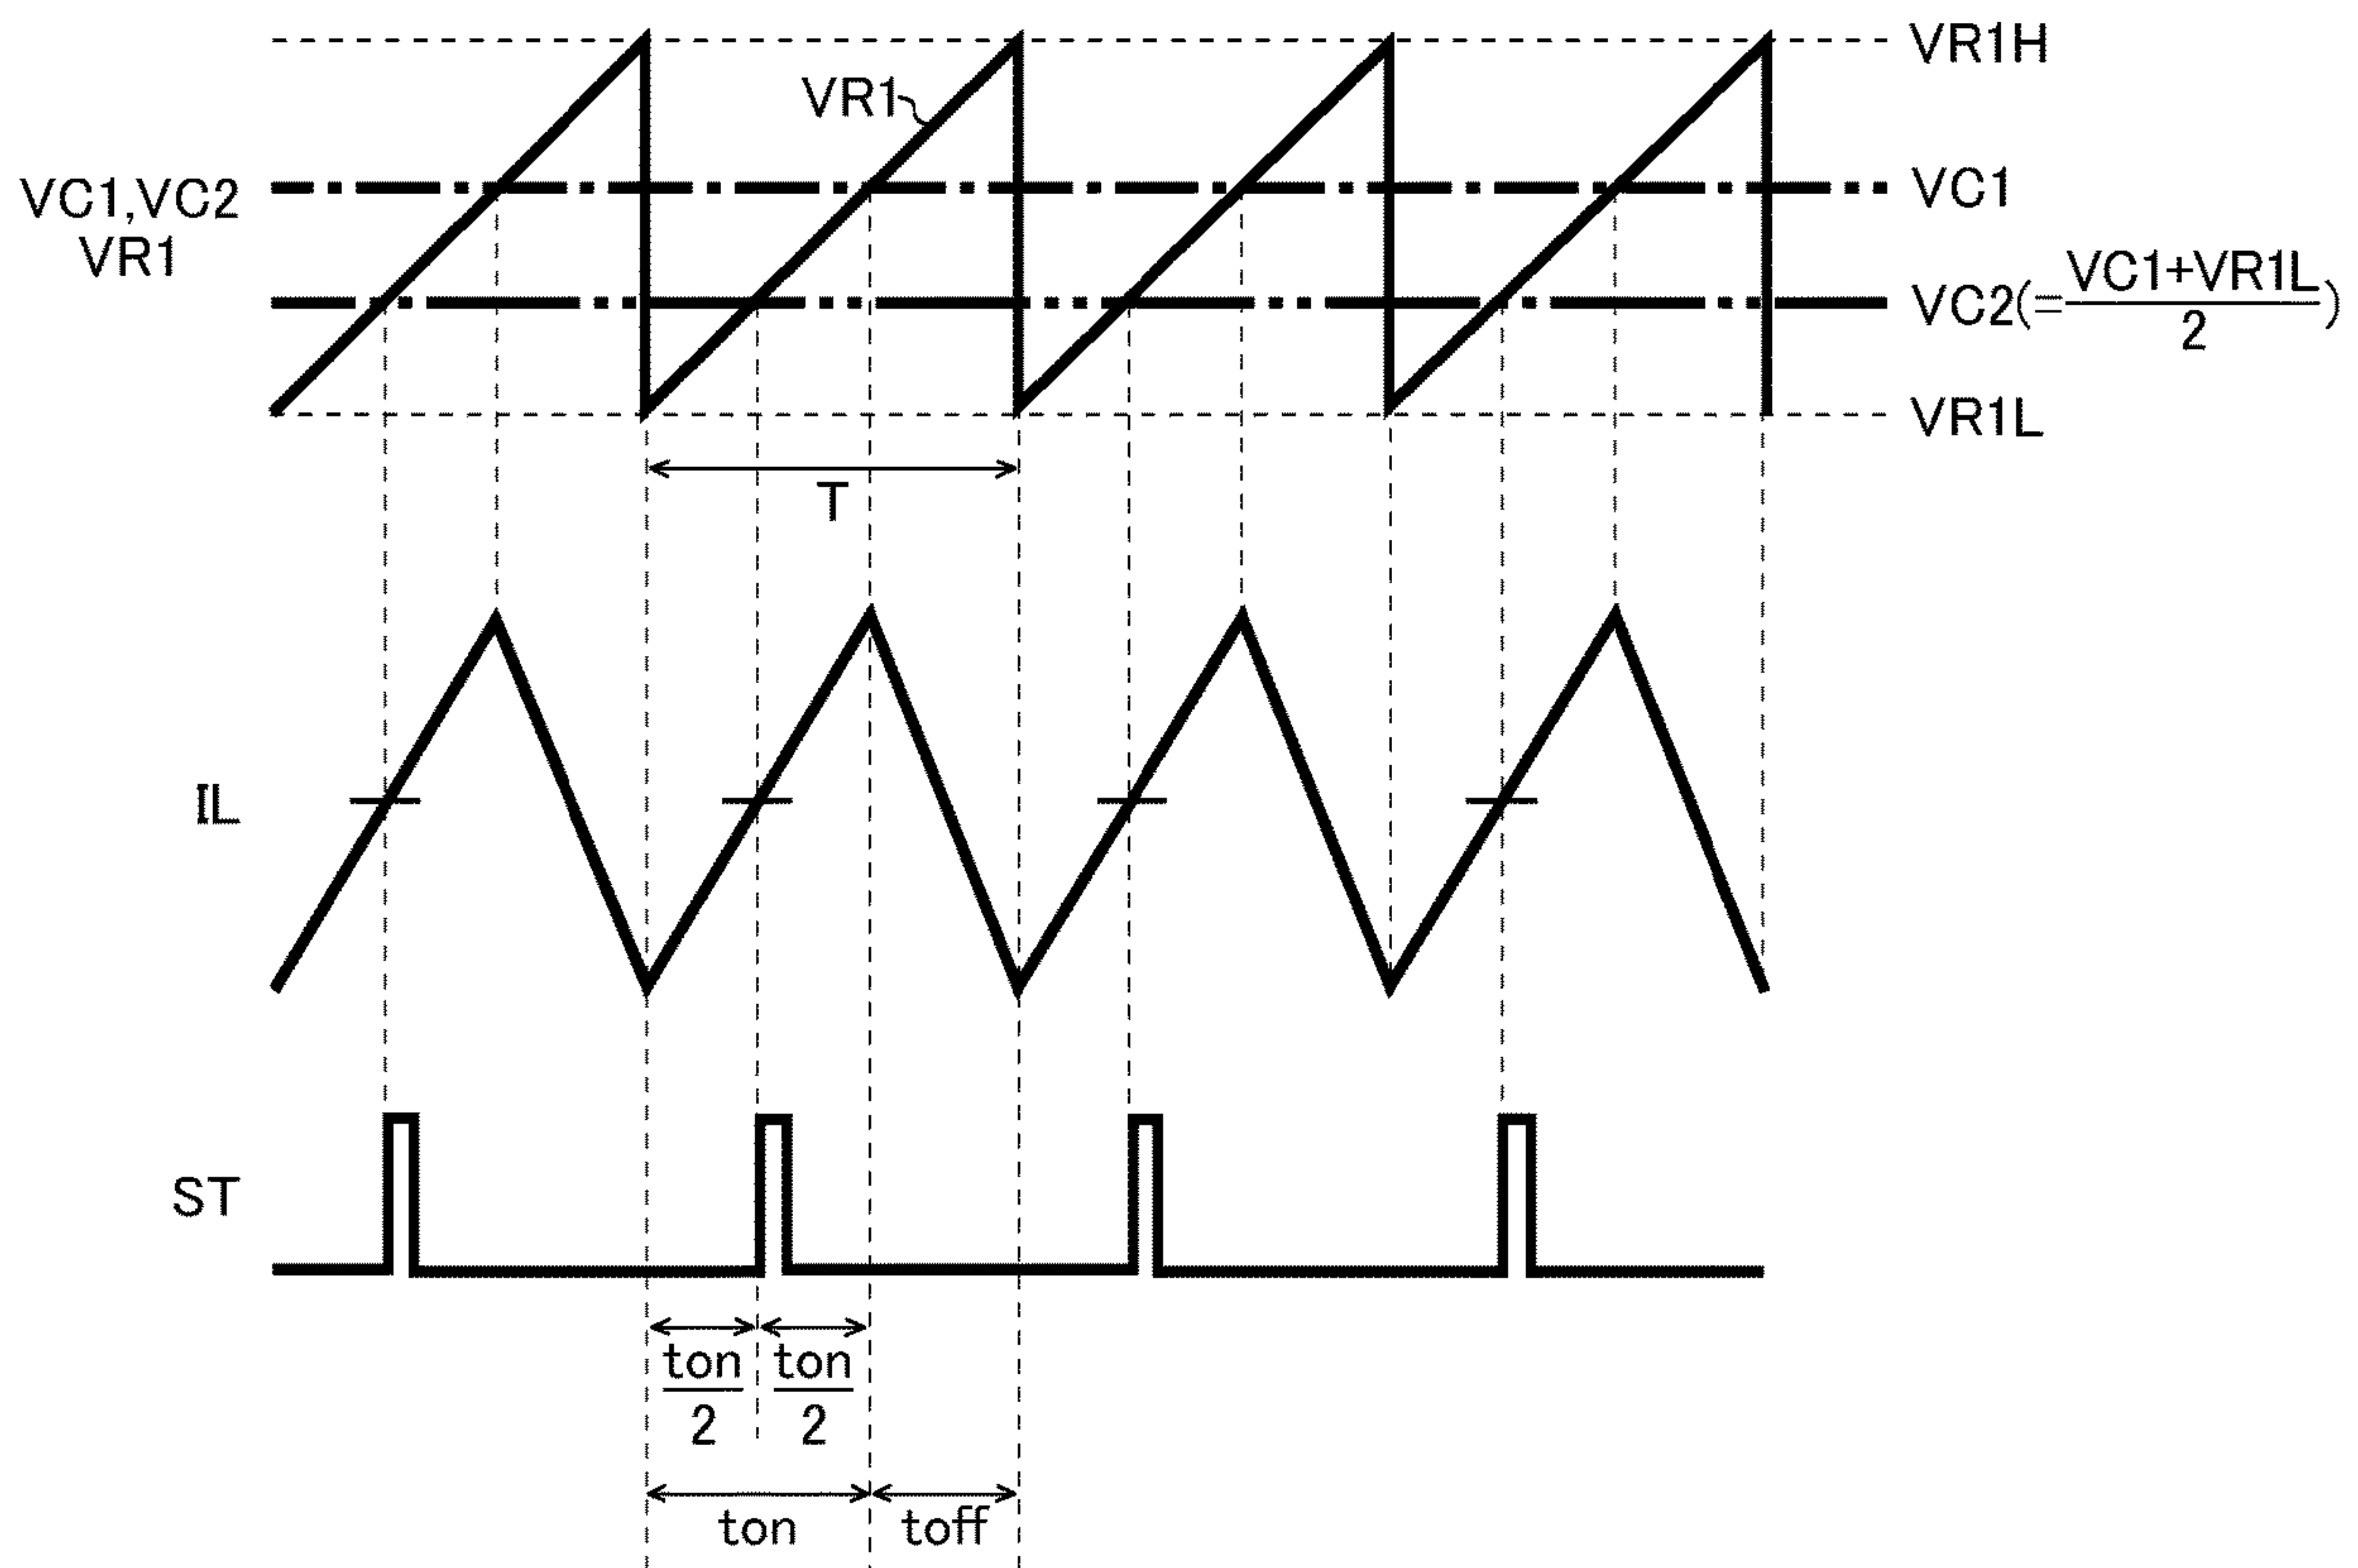 VR1H
VR1
VC1,VC2
VR1
VC1
VC2(=VC1+VR1L/2)
VR1L
T
IL
ST
ton/2 ton/2
ton toff